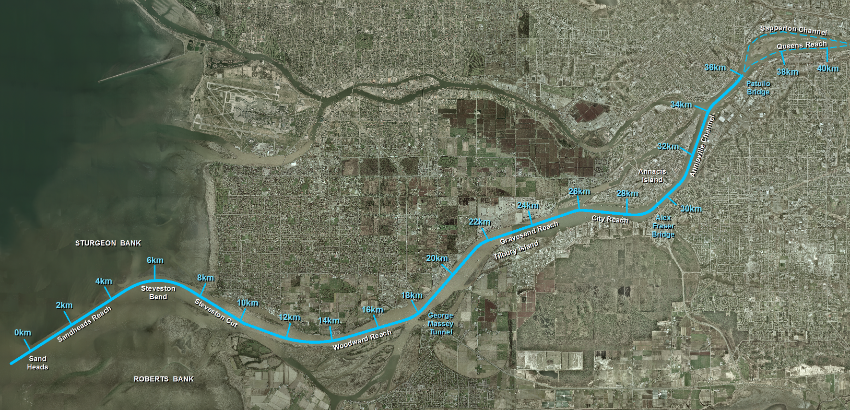 Sapperton Channel
Queens Reach
36km
38km
40km
Patullo
Bridge
34km
Annieville Channel
32km
Annacis
Island
30km
28km
26km
24km
22km
City Reach
Alex
Fraser
Bridge
Gravesend Reach
Tilbury Island
20km
18km
George
Massey
Tunnel
16km
14km
12km
Woodward Reach
10km
8km
6km
4km
2km
0km
STURGEON BANK
Steveston
Bend
Steveston Cut
Sandheads Reach
Sand
Heads
ROBERTS BANK